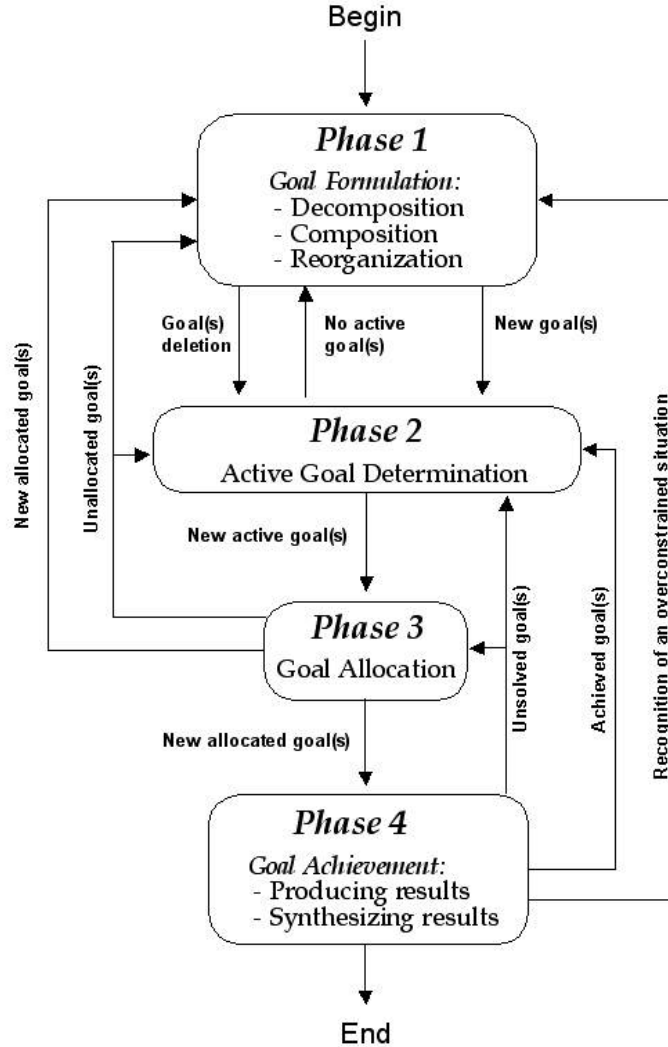 Begin
Phase 1
Goal Formulation:
- Decomposition
- Composition
- Reorganization
Goal(s)
deletion
No active
goal(s)
New goal(s)
Phase 2
Active Goal Determination
New allocated goal(s)
Unallocated goal(s)
New active goal(s)
Phase 3
Goal Allocation
Unsolved goal(s)
Achieved goal(s)
Recognition of an overconstrained situation
New allocated goal(s)
Phase 4
Goal Achievement:
- Producing results
- Synthesizing results
End